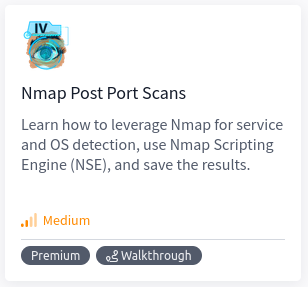 IV
Nmap Post Port Scans
Learn how to leverage Nmap for service
and OS detection, use Nmap Scripting
Engine (NSE), and save the results.
Medium
Premium
Walkthrough